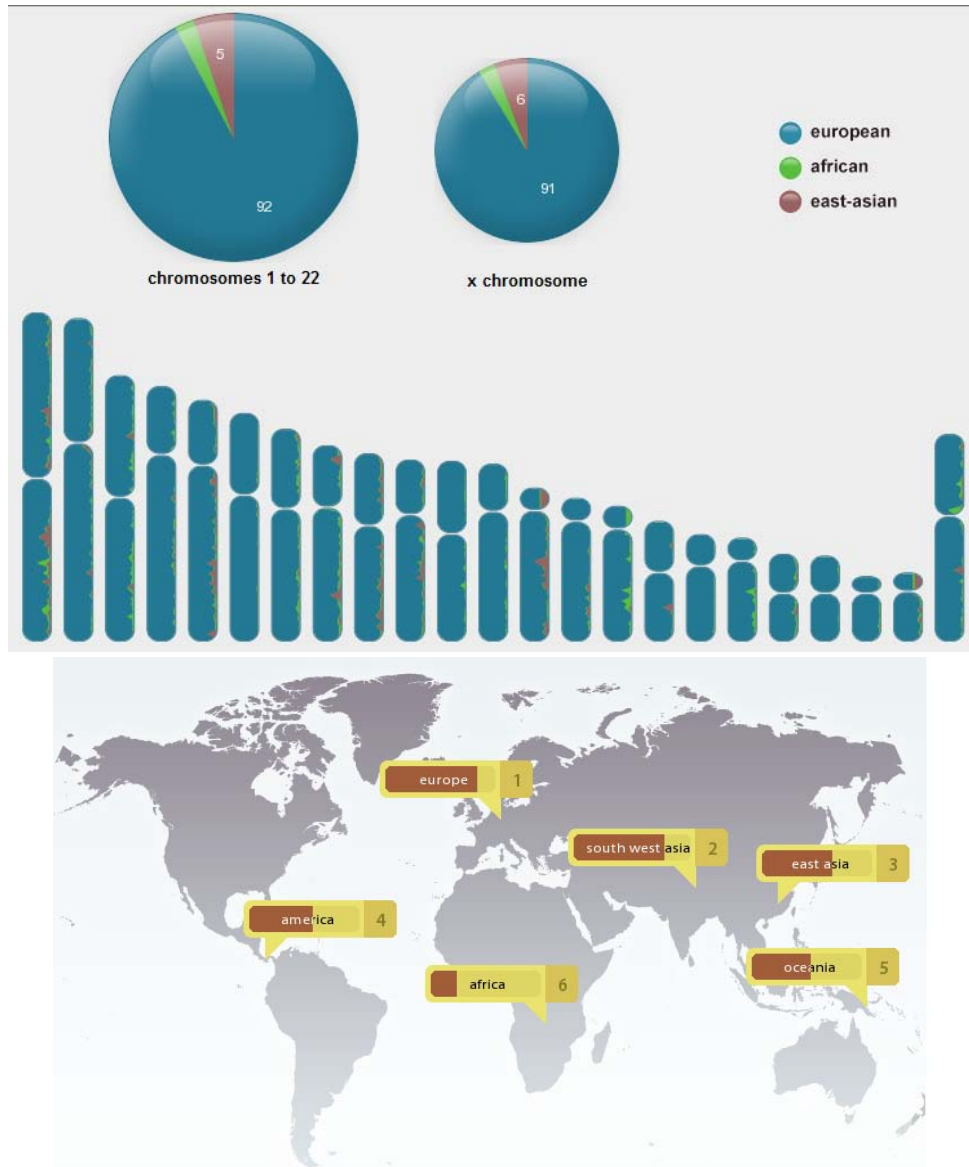 5
92
chromosomes 1 to 22
6
91
x chromosome
european
african
east-asian
europe 1
south west asia 2
east asia 3
america 4
oceania 5
africa 6